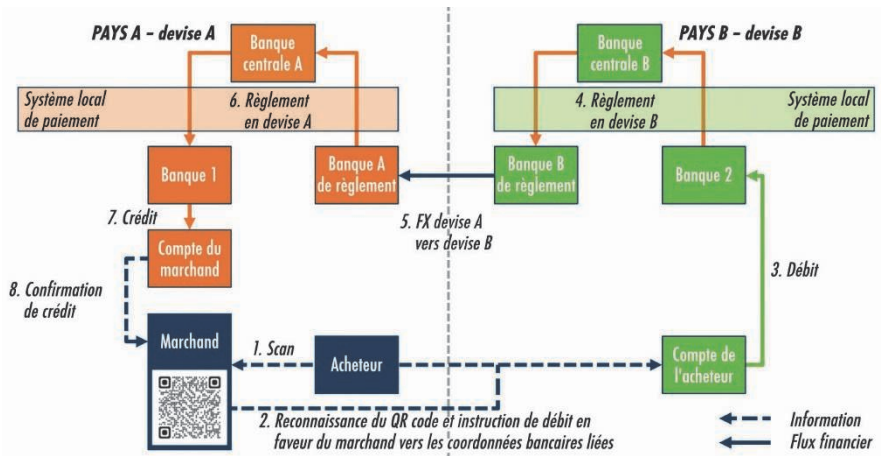 PAYS A – devise A
Banque
centrale A
Banque
centrale B
PAYS B – devise B
Système local
de paiement
6. Règlement
en devise A
4. Règlement
en devise B
Système local
de paiement
Banque 1
Banque A
de règlement
Banque B
de règlement
Banque 2
7. Crédit
5. FX devise A
vers devise B
Compte du
marchand
3. Débit
8. Confirmation
de crédit
Marchand
1. Scan
Acheteur
Compte de
l'acheteur
2. Reconnaissance du QR code et instruction de débit en
faveur du marchand vers les coordonnées bancaires liées
Information
Flux financier